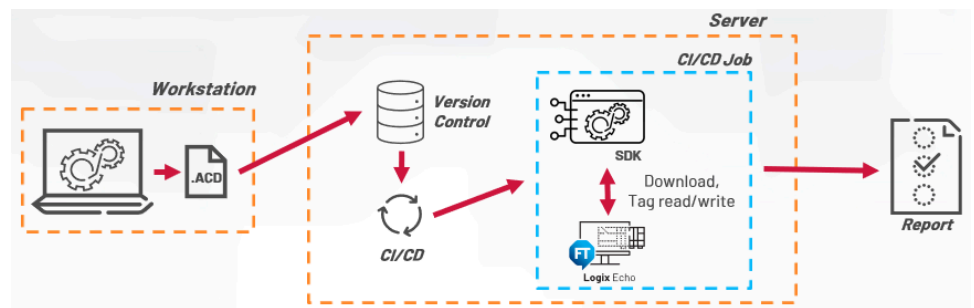 Server
Workstation
CI/CD Job
Version
Control
.ACD
SDK
Download,
Tag read/write
CI/CD
FT
Logix Echo
Report